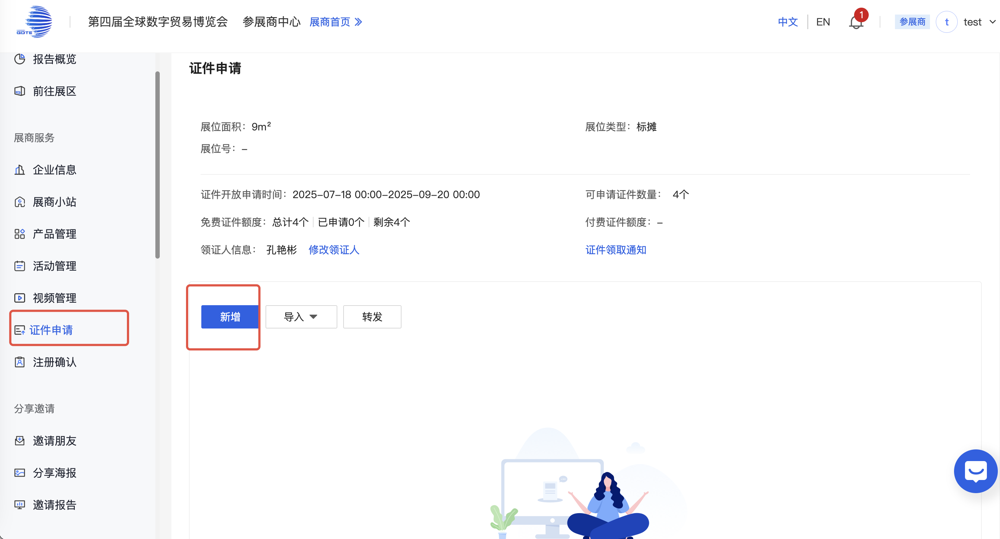 GDTE
第四届全球数字贸易博览会 参展商中心 展商首页
中文 EN 1 参展商 t test
报告概览
前往展区
展商服务
企业信息
展商小站
产品管理
活动管理
视频管理
证件申请
注册确认
分享邀请
邀请朋友
分享海报
邀请报告
证件申请
展位面积：9m²
展位类型：标摊
展位号：–
证件开放申请时间：2025-07-18 00:00-2025-09-20 00:00
可申请证件数量： 4个
免费证件额度：总计4个 已申请0个 剩余4个
付费证件额度：–
领证人信息： 孔艳彬 修改领证人
证件领取通知
新增 导入 转发